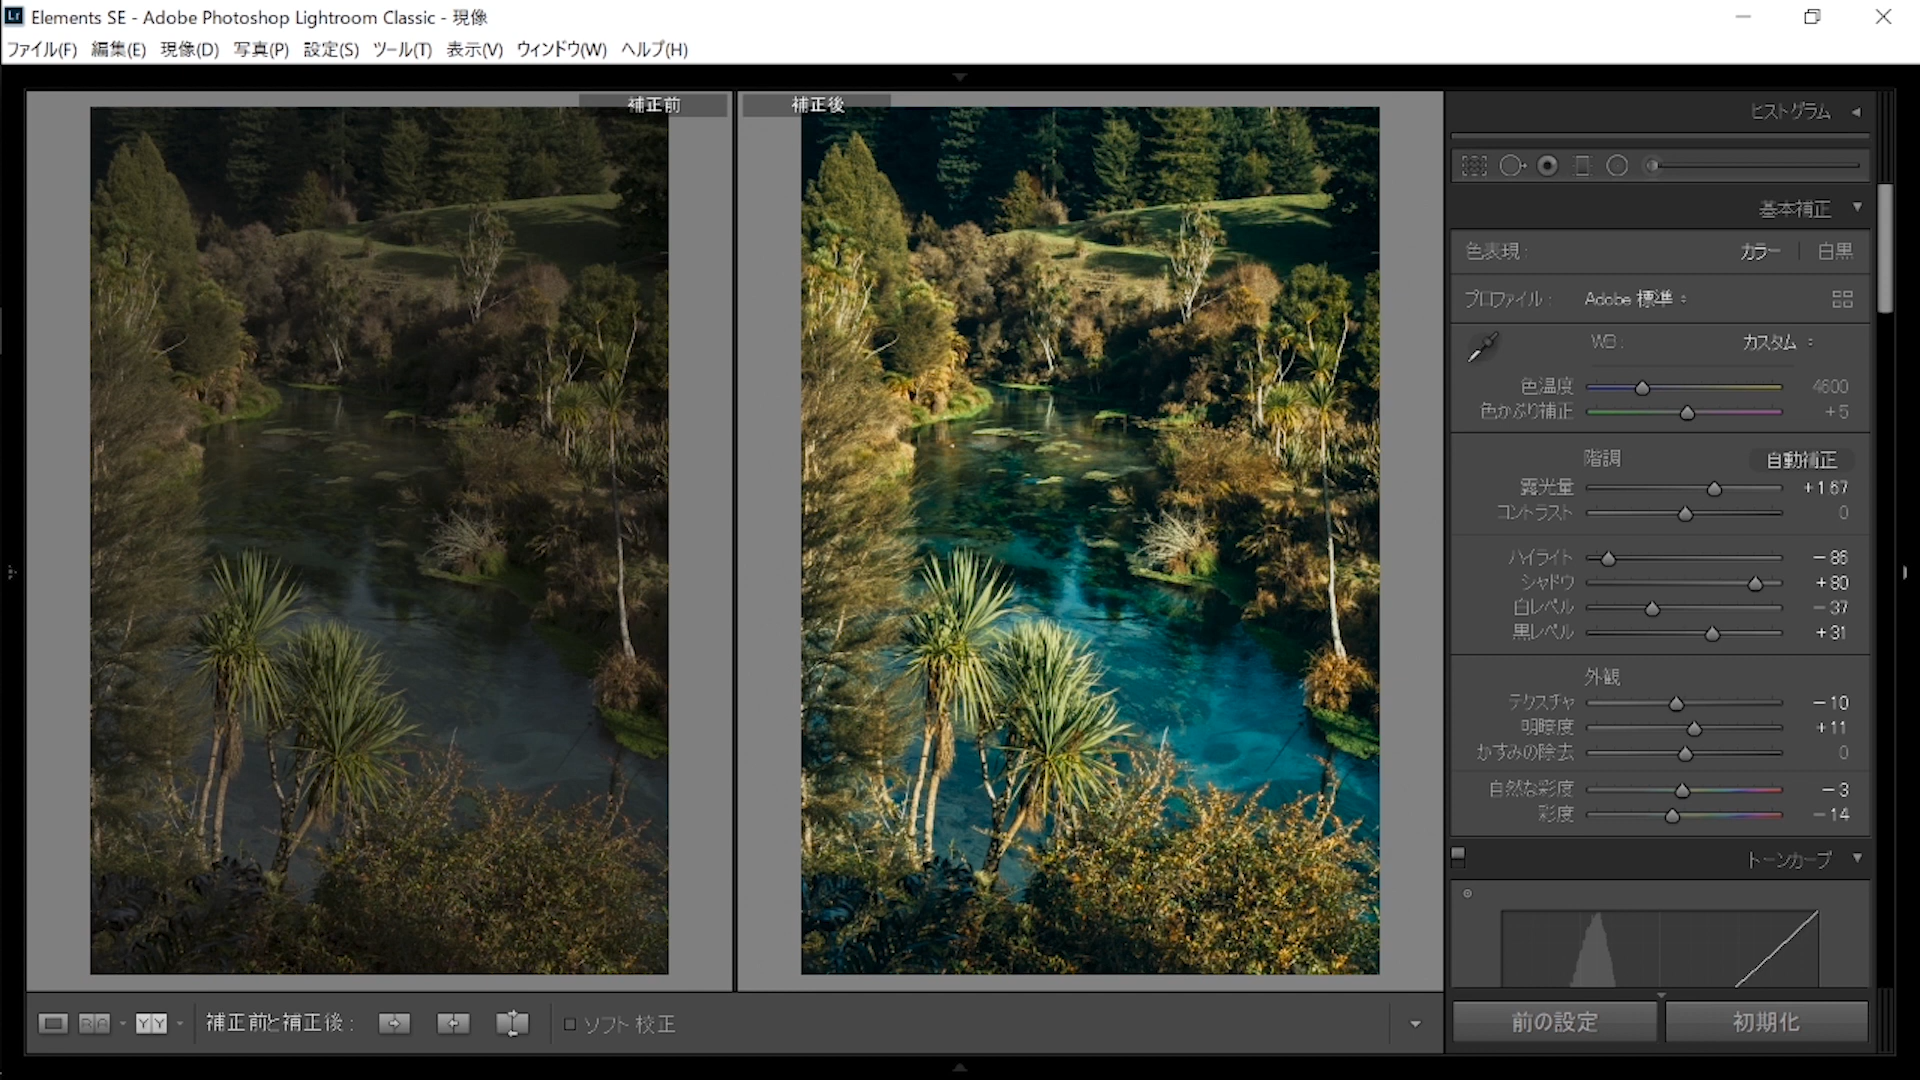 Lr Elements SE - Adobe Photoshop Lightroom Classic - 現像
ファイル(F) 編集(E) 現像(D) 写真(P) 設定(S) ツール(T) 表示(V) ウィンドウ(W) ヘルプ(H)
補正前 補正後
ヒストグラム
基本補正
色表現: カラー 白黒
プロファイル: Adobe 標準
WB: カスタム
色温度 4600
色かぶり補正 +5
階調 自動補正
露光量 +1.67
コントラスト 0
ハイライト -86
シャドウ +80
白レベル -37
黒レベル +31
外観
テクスチャ -10
明瞭度 +11
かすみの除去 0
自然な彩度 -3
彩度 -14
トーンカーブ
RA YY 補正前と補正後: ソフト校正
前の設定 初期化